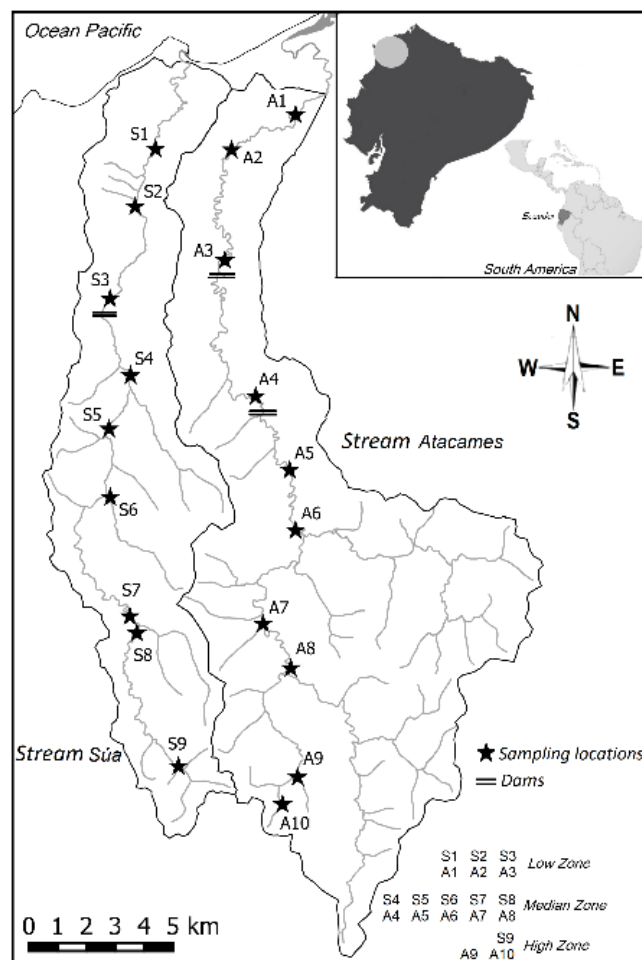 Ocean Pacific
A1
S1
A2
S2
Ecuador
South America
A3
S3
N
W E
S
S4
A4
S5
Stream Atacames
A5
S6
A6
S7
A7
S8
A8
Stream Súa
S9
A9
A10
Sampling locations
Dams
S1 S2 S3
A1 A2 A3
Low Zone
S4 S5 S6 S7 S8
A4 A5 A6 A7 A8
Median Zone
S9
A9 A10
High Zone
0 1 2 3 4 5 km